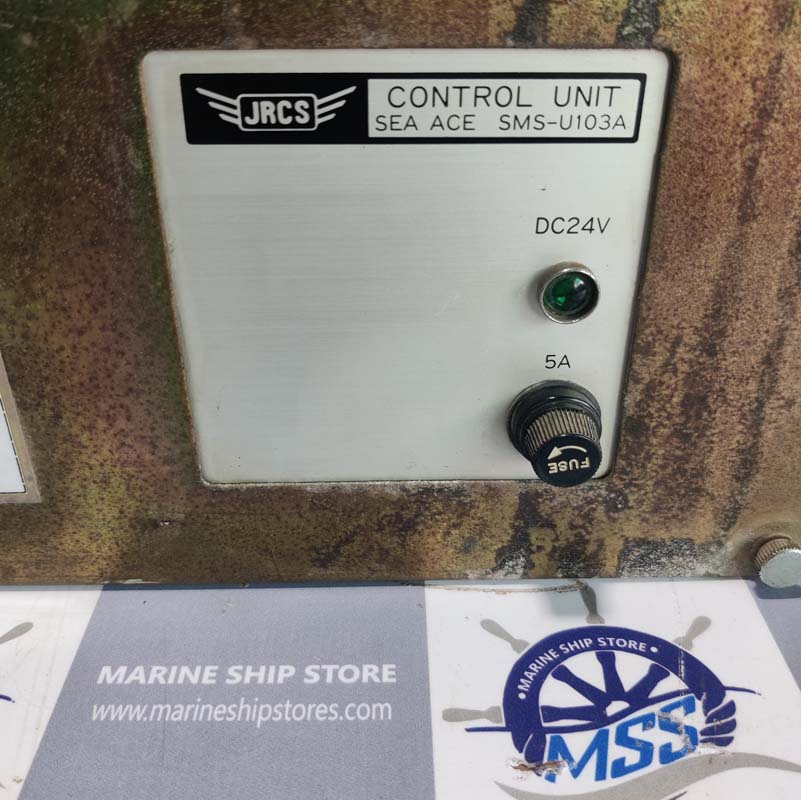 JRCS
CONTROL UNIT
SEA ACE SMS-U103A
DC24V
5A
FUSE
MARINE SHIP STORE
www.marineshipstores.com
• MARINE SHIP STORE •
MSS